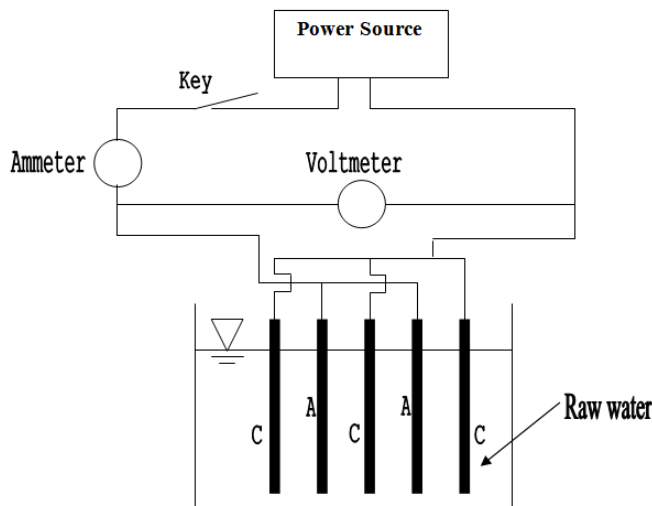 Power Source
Key
Ammeter
Voltmeter
A
A
C
C
C
Raw water